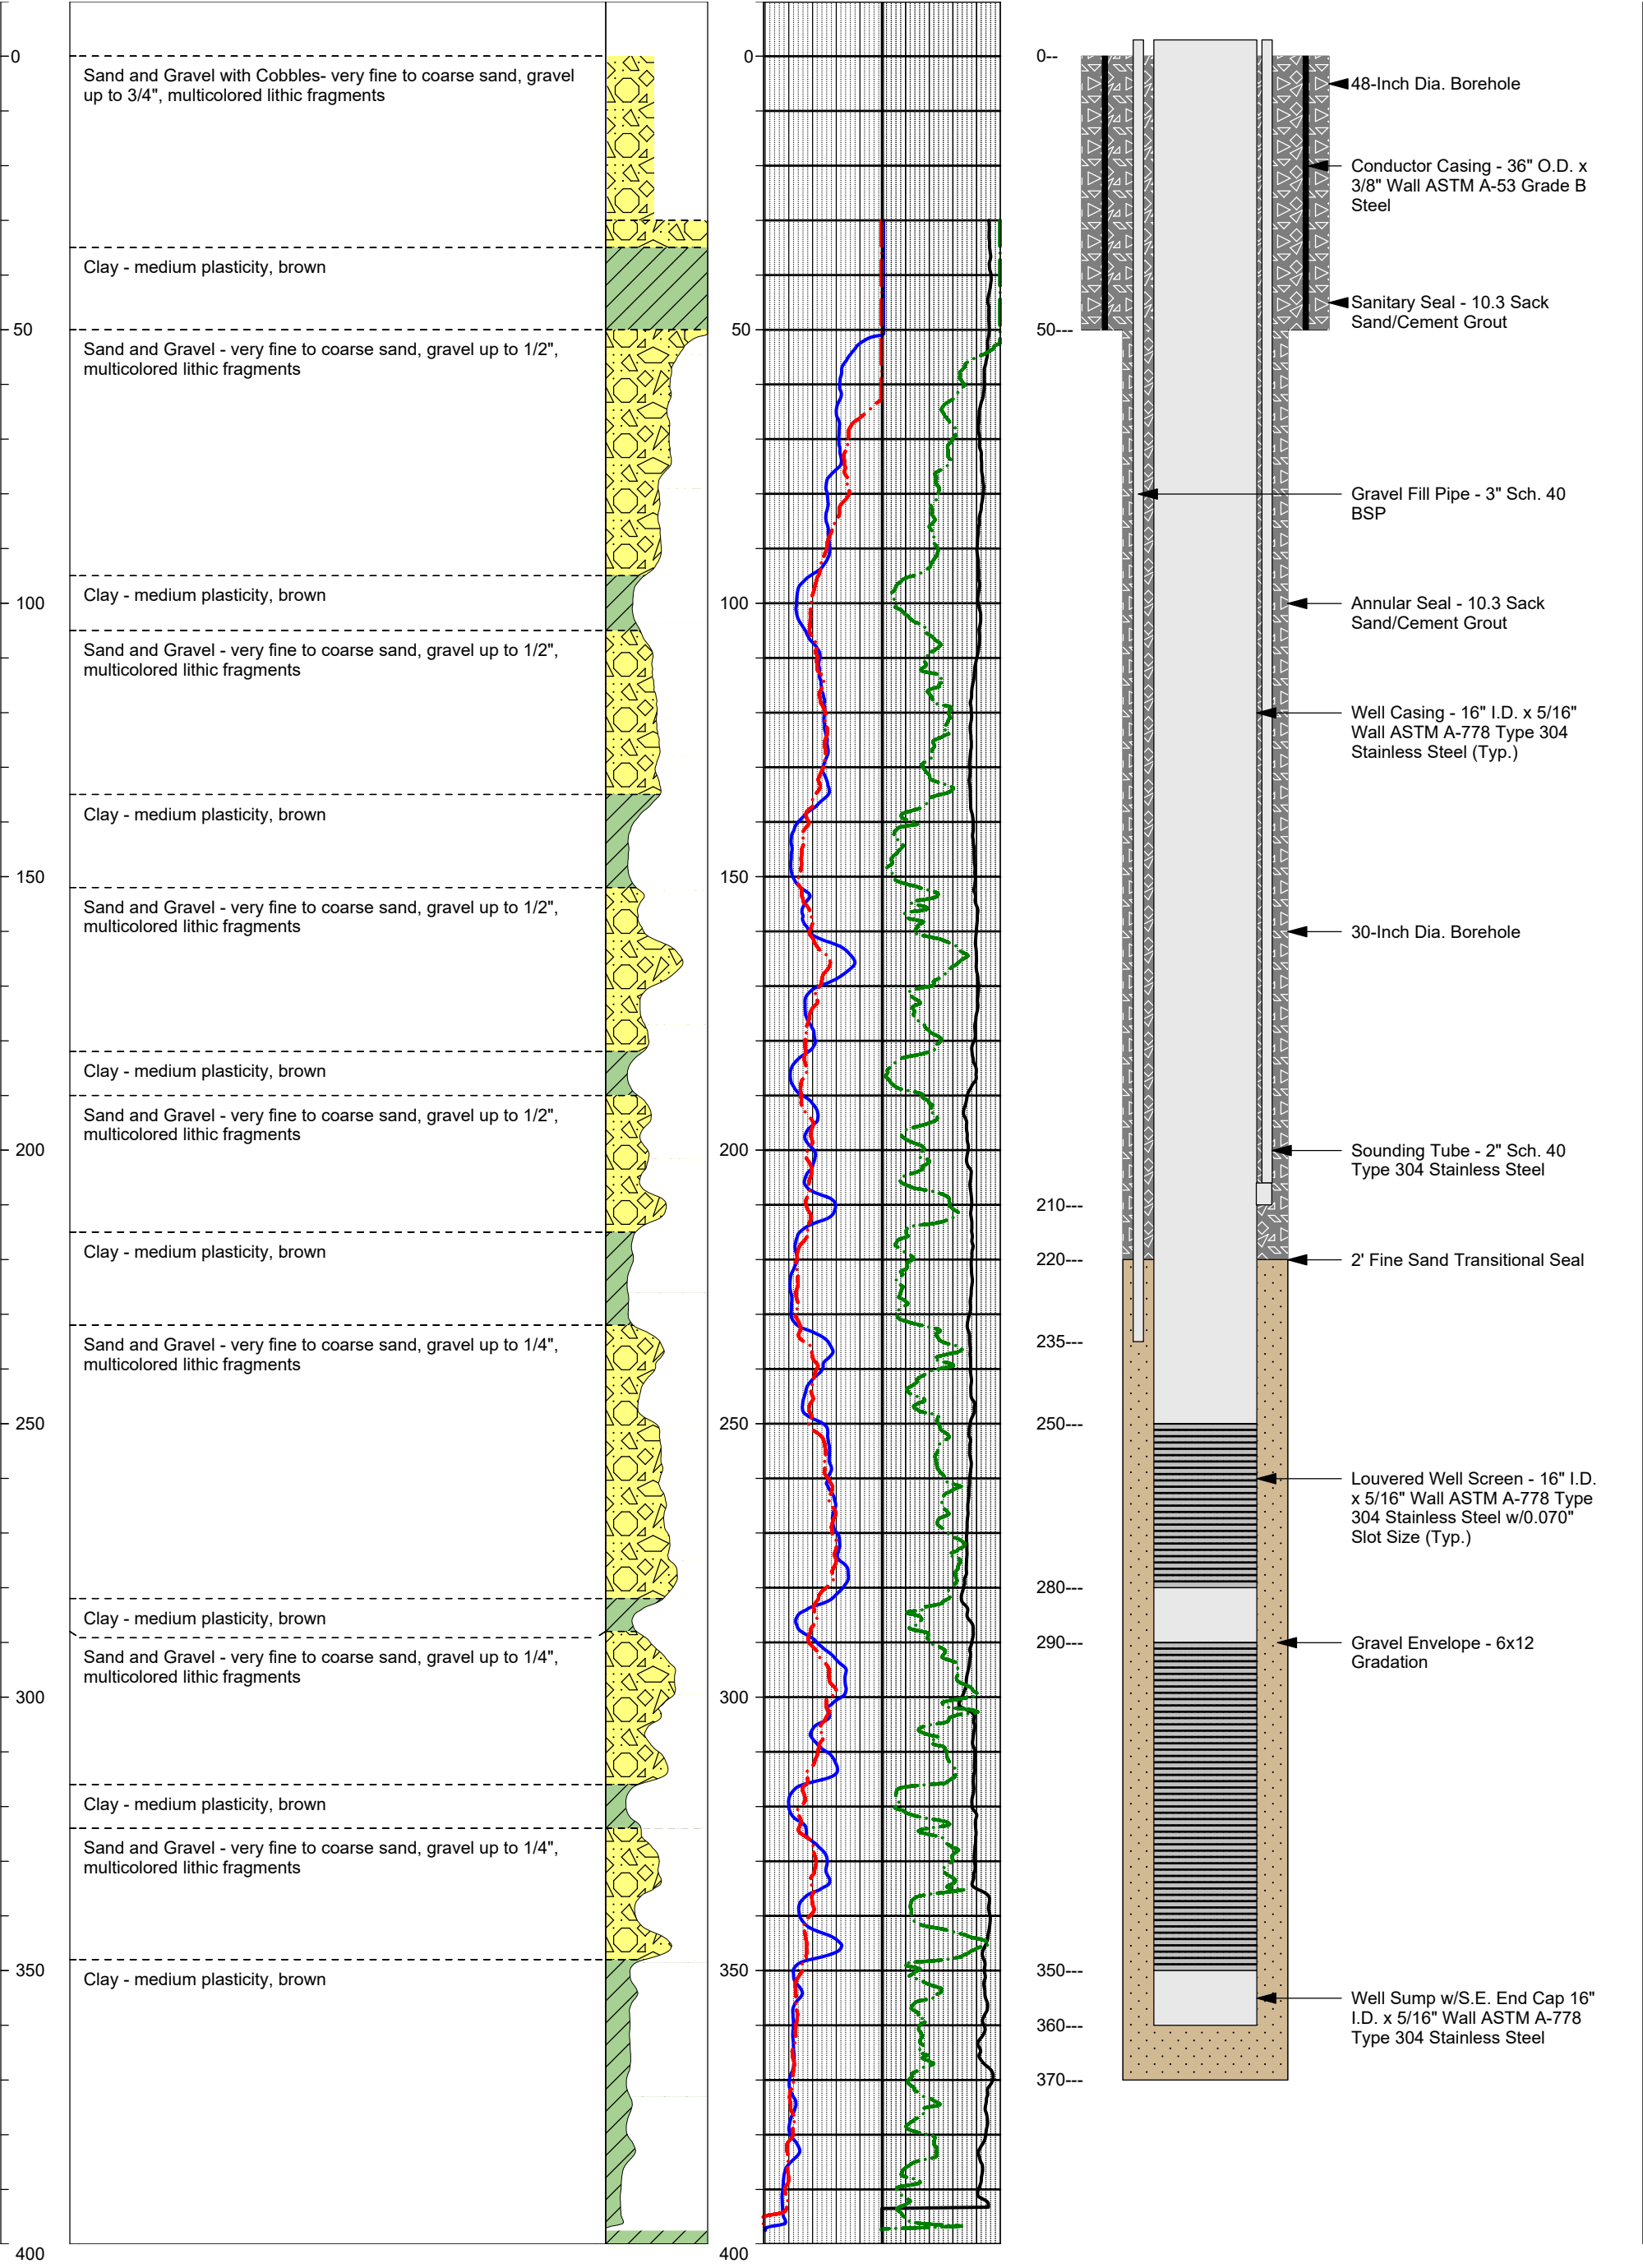 0
Sand and Gravel with Cobbles- very fine to coarse sand, gravel
up to 3/4", multicolored lithic fragments
Clay - medium plasticity, brown
50
Sand and Gravel - very fine to coarse sand, gravel up to 1/2",
multicolored lithic fragments
Clay - medium plasticity, brown
100
Sand and Gravel - very fine to coarse sand, gravel up to 1/2",
multicolored lithic fragments
Clay - medium plasticity, brown
150
Sand and Gravel - very fine to coarse sand, gravel up to 1/2",
multicolored lithic fragments
Clay - medium plasticity, brown
Sand and Gravel - very fine to coarse sand, gravel up to 1/2",
multicolored lithic fragments
200
Clay - medium plasticity, brown
Sand and Gravel - very fine to coarse sand, gravel up to 1/4",
multicolored lithic fragments
250
Clay - medium plasticity, brown
Sand and Gravel - very fine to coarse sand, gravel up to 1/4",
multicolored lithic fragments
300
Clay - medium plasticity, brown
Sand and Gravel - very fine to coarse sand, gravel up to 1/4",
multicolored lithic fragments
350
Clay - medium plasticity, brown
400
0
50
100
150
200
250
300
350
400
0--
50---
210---
220---
235---
250---
280---
290---
350---
360---
370---
48-Inch Dia. Borehole
Conductor Casing - 36" O.D. x
3/8" Wall ASTM A-53 Grade B
Steel
Sanitary Seal - 10.3 Sack
Sand/Cement Grout
Gravel Fill Pipe - 3" Sch. 40
BSP
Annular Seal - 10.3 Sack
Sand/Cement Grout
Well Casing - 16" I.D. x 5/16"
Wall ASTM A-778 Type 304
Stainless Steel (Typ.)
30-Inch Dia. Borehole
Sounding Tube - 2" Sch. 40
Type 304 Stainless Steel
2' Fine Sand Transitional Seal
Louvered Well Screen - 16" I.D.
x 5/16" Wall ASTM A-778 Type
304 Stainless Steel w/0.070"
Slot Size (Typ.)
Gravel Envelope - 6x12
Gradation
Well Sump w/S.E. End Cap 16"
I.D. x 5/16" Wall ASTM A-778
Type 304 Stainless Steel